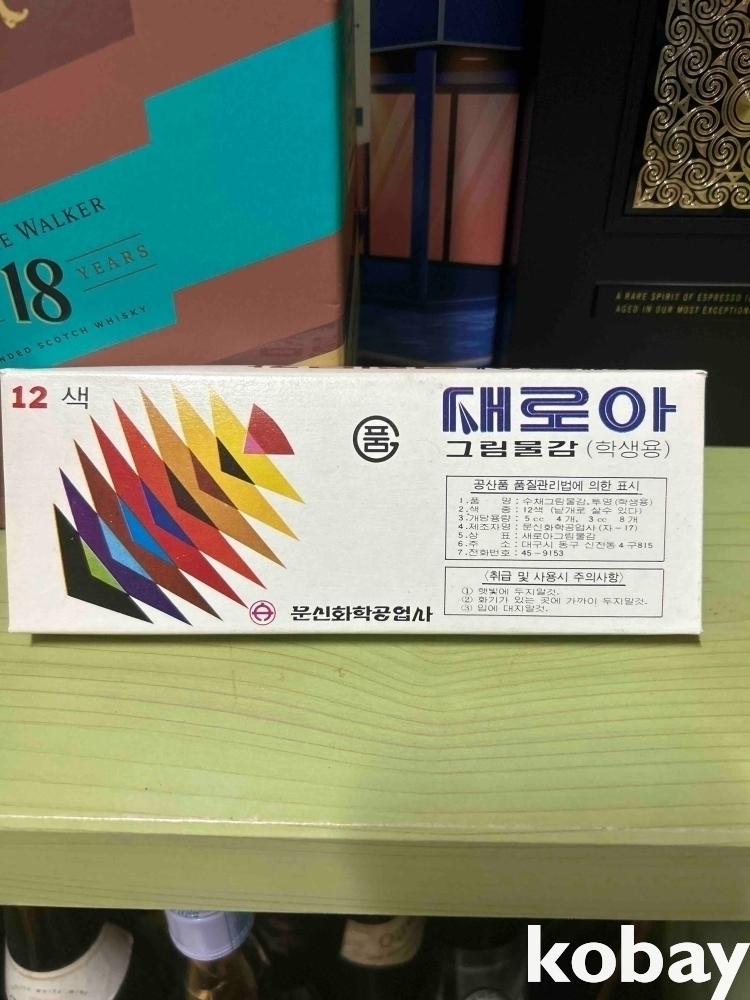 E WALKER
18 YEARS
NDED SCOTCH WHISKY
A RARE SPIRIT OF ESPRESSO
AGED IN OUR MOST EXCEPTION
12 색
품
새로아
그림물감 (학생용)
공산품 품질관리법에 의한 표시
1. 품 명 : 수채그림물감, 투명 (학생용)
2. 색 종 : 12색 (낱개로 살수 있다)
3. 개당용량 : 5 cc 4 개, 3 cc 8 개
4. 제조자명 : 문신화학공업사 (자-17)
5. 상 표 : 새로아그림물감
6. 주 소 : 대구시 동구 신천동 4 구815
7. 전화번호 : 45-9153
〈취급 및 사용시 주의사항〉
① 햇빛에 두지말것.
② 화기가 있는 곳에 가까이 두지말것.
③ 입에 대지말것.
문신화학공업사
kobay